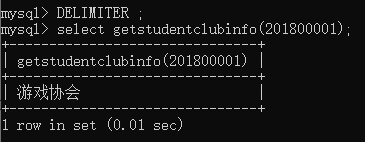 mysql> DELIMITER ;
mysql> select getstudentclubinfo(201800001);
+-------------------------------+
| getstudentclubinfo(201800001) |
+-------------------------------+
| 游戏协会                      |
+-------------------------------+
1 row in set (0.01 sec)